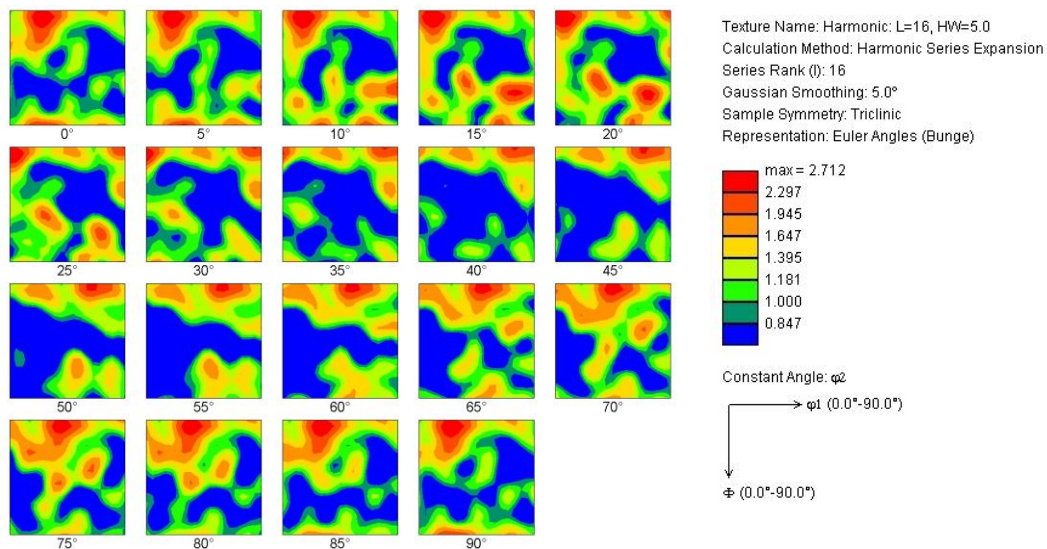 0° 5° 10° 15° 20°
25° 30° 35° 40° 45°
50° 55° 60° 65° 70°
75° 80° 85° 90°
Texture Name: Harmonic: L=16, HW=5.0
Calculation Method: Harmonic Series Expansion
Series Rank (l): 16
Gaussian Smoothing: 5.0°
Sample Symmetry: Triclinic
Representation: Euler Angles (Bunge)
max = 2.712
2.297
1.945
1.647
1.395
1.181
1.000
0.847
Constant Angle: φ2
φ1 (0.0°-90.0°)
Φ (0.0°-90.0°)